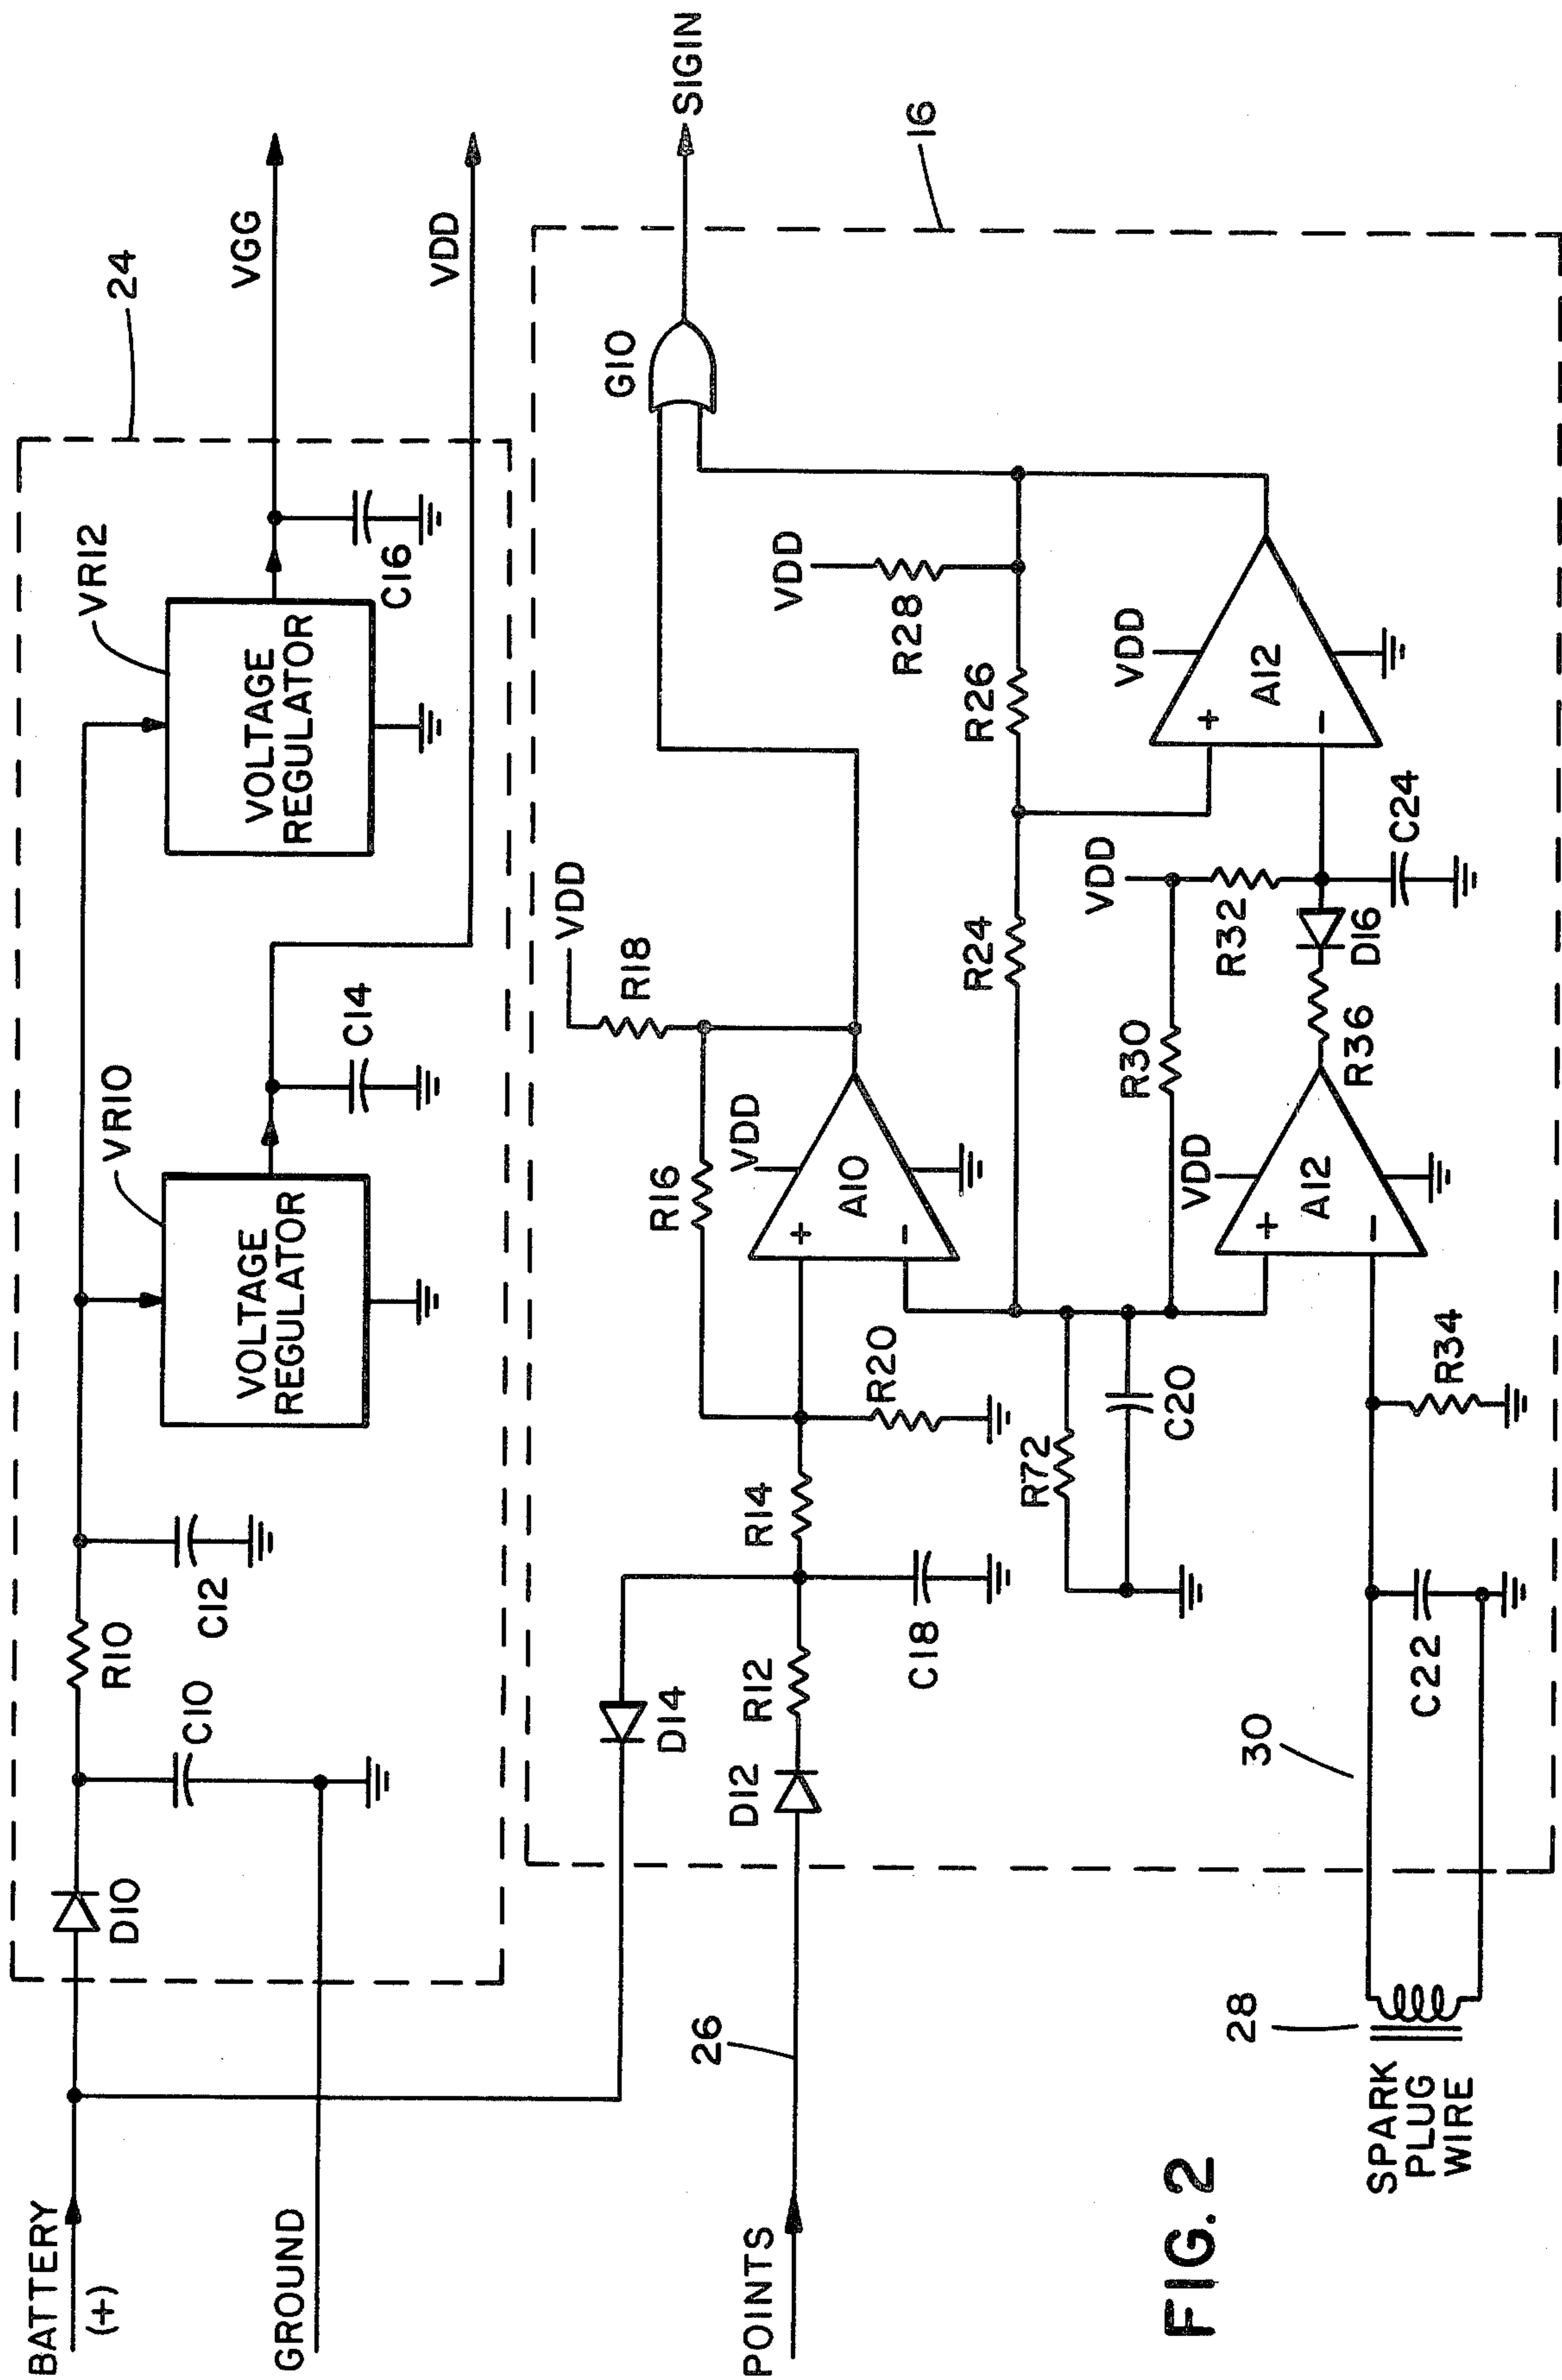 BATTERY
(+)
GROUND
D10
C10
R10
C12
VR10
VOLTAGE
REGULATOR
C14
VR12
VOLTAGE
REGULATOR
C16
24
VGG
VDD
POINTS
26
D12
D14
R12
C18
R14
R20
R16
R18
VDD
VDD
+
A10
-
G10
SIGIN
16
R72
C20
R24
R26
R28
VDD
R30
VDD
R32
VDD
+
A12
-
R36
D16
C24
VDD
+
A12
-
R34
C22
30
28
SPARK
PLUG
WIRE
FIG. 2